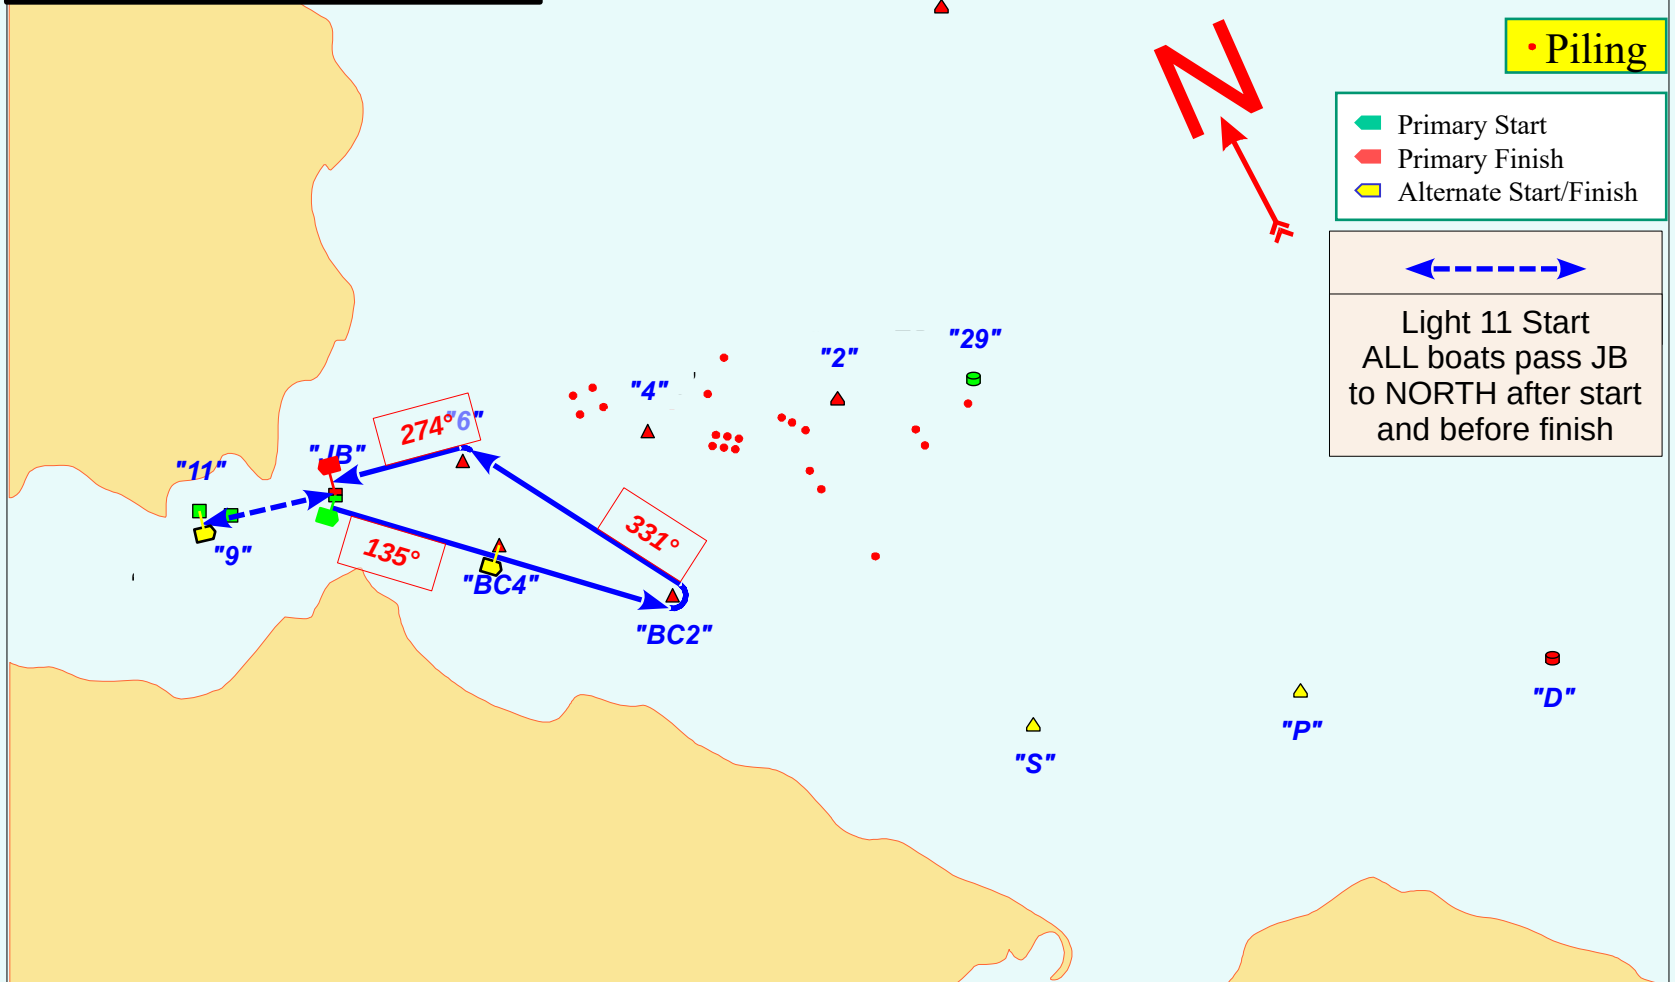 N
Piling
Primary Start
Primary Finish
Alternate Start/Finish
Light 11 Start
ALL boats pass JB
to NORTH after start
and before finish
"29"
"2"
"4"
274°
"6"
"JB"
"11"
"9"
135°
331°
"BC4"
"BC2"
"D"
"P"
"S"